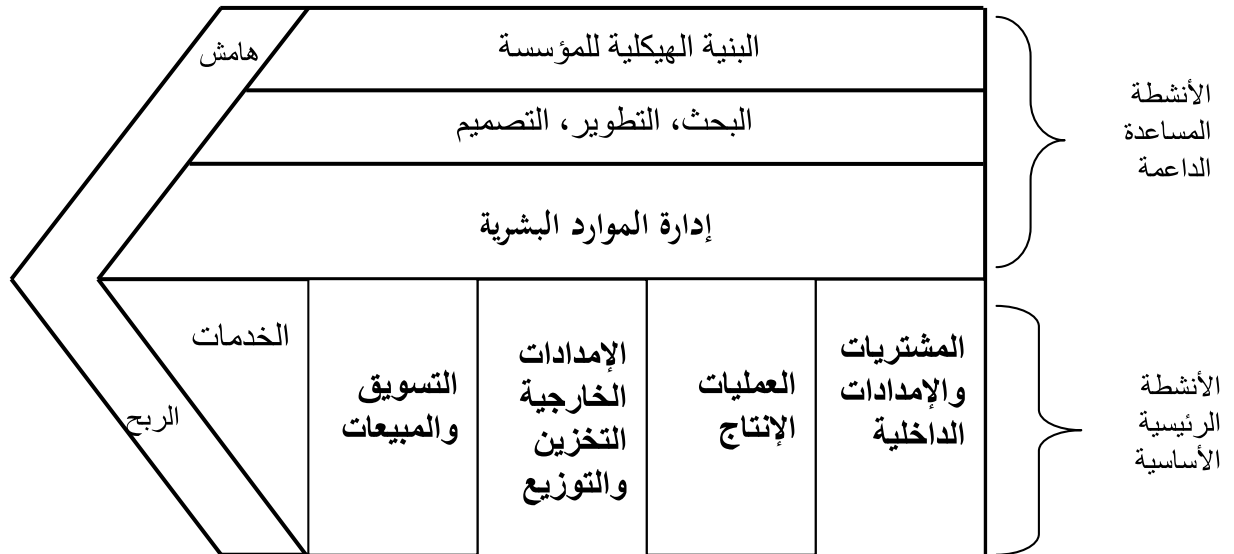 هامش
البنية الهيكلية للمؤسسة
البحث، التطوير، التصميم
إدارة الموارد البشرية
الأنشطة
المساعدة
الداعمة
المشتريات
والإمدادات
الداخلية
العمليات
الإنتاج
الإمدادات
الخارجية
التخزين
والتوزيع
التسويق
والمبيعات
الخدمات
الربح
الأنشطة
الرئيسية
الأساسية